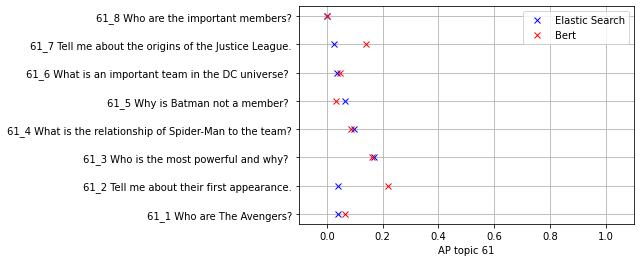 61_8 Who are the important members?
61_7 Tell me about the origins of the Justice League.
61_6 What is an important team in the DC universe?
61_5 Why is Batman not a member?
61_4 What is the relationship of Spider-Man to the team?
61_3 Who is the most powerful and why?
61_2 Tell me about their first appearance.
61_1 Who are The Avengers?
Elastic Search
Bert
0.0 0.2 0.4 0.6 0.8 1.0
AP topic 61